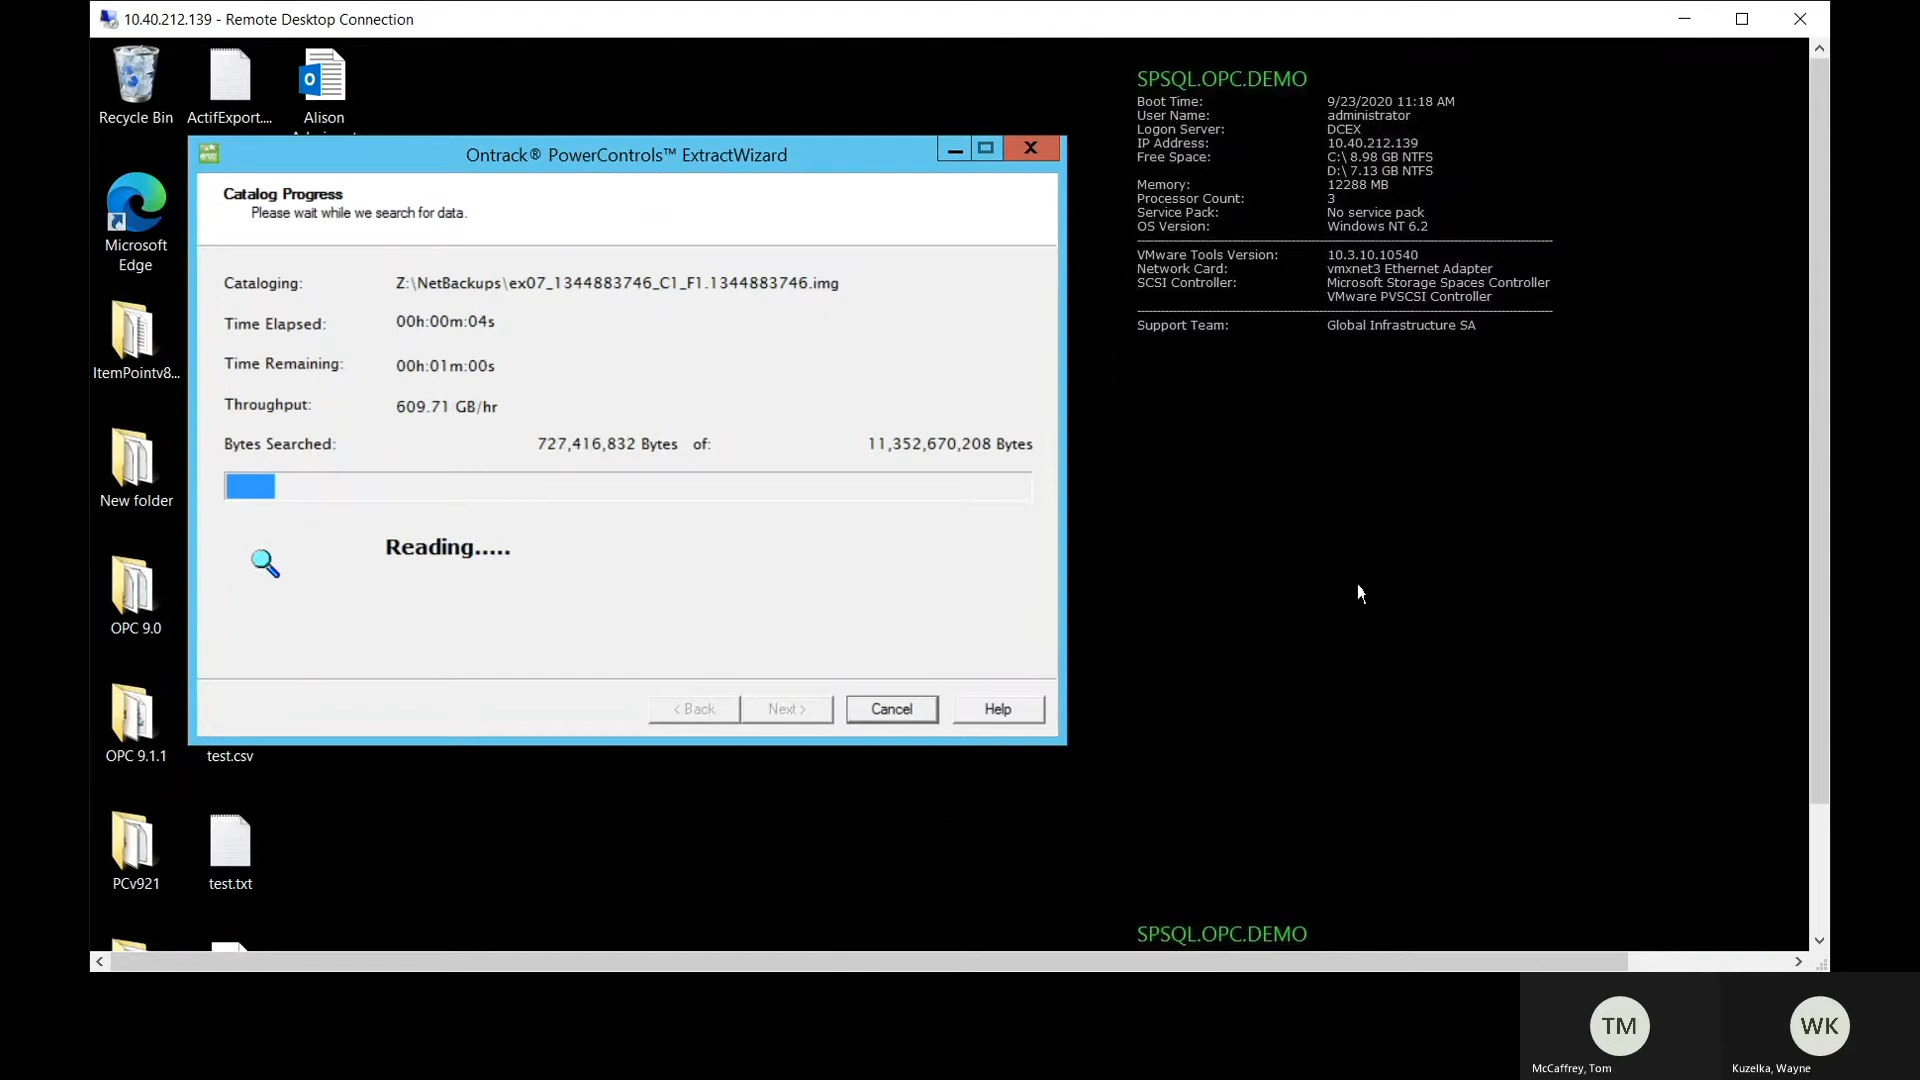 10.40.212.139 - Remote Desktop Connection
Recycle Bin
ActifExport....
Alison
Microsoft
Edge
ItemPointv8...
New folder
OPC 9.0
OPC 9.1.1
test.csv
PCv921
test.txt
Ontrack® PowerControls™ ExtractWizard
Catalog Progress
Please wait while we search for data.
Cataloging: Z:\NetBackups\ex07_1344883746_C1_F1.1344883746.img
Time Elapsed: 00h:00m:04s
Time Remaining: 00h:01m:00s
Throughput: 609.71 GB/hr
Bytes Searched: 727,416,832 Bytes of: 11,352,670,208 Bytes
Reading.....
< Back Next > Cancel Help
SPSQL.OPC.DEMO
Boot Time: 9/23/2020 11:18 AM
User Name: administrator
Logon Server: DCEX
IP Address: 10.40.212.139
Free Space: C:\ 8.98 GB NTFS
D:\ 7.13 GB NTFS
Memory: 12288 MB
Processor Count: 3
Service Pack: No service pack
OS Version: Windows NT 6.2
VMware Tools Version: 10.3.10.10540
Network Card: vmxnet3 Ethernet Adapter
SCSI Controller: Microsoft Storage Spaces Controller
VMware PVSCSI Controller
Support Team: Global Infrastructure SA
SPSQL.OPC.DEMO
TM
McCaffrey, Tom
WK
Kuzelka, Wayne